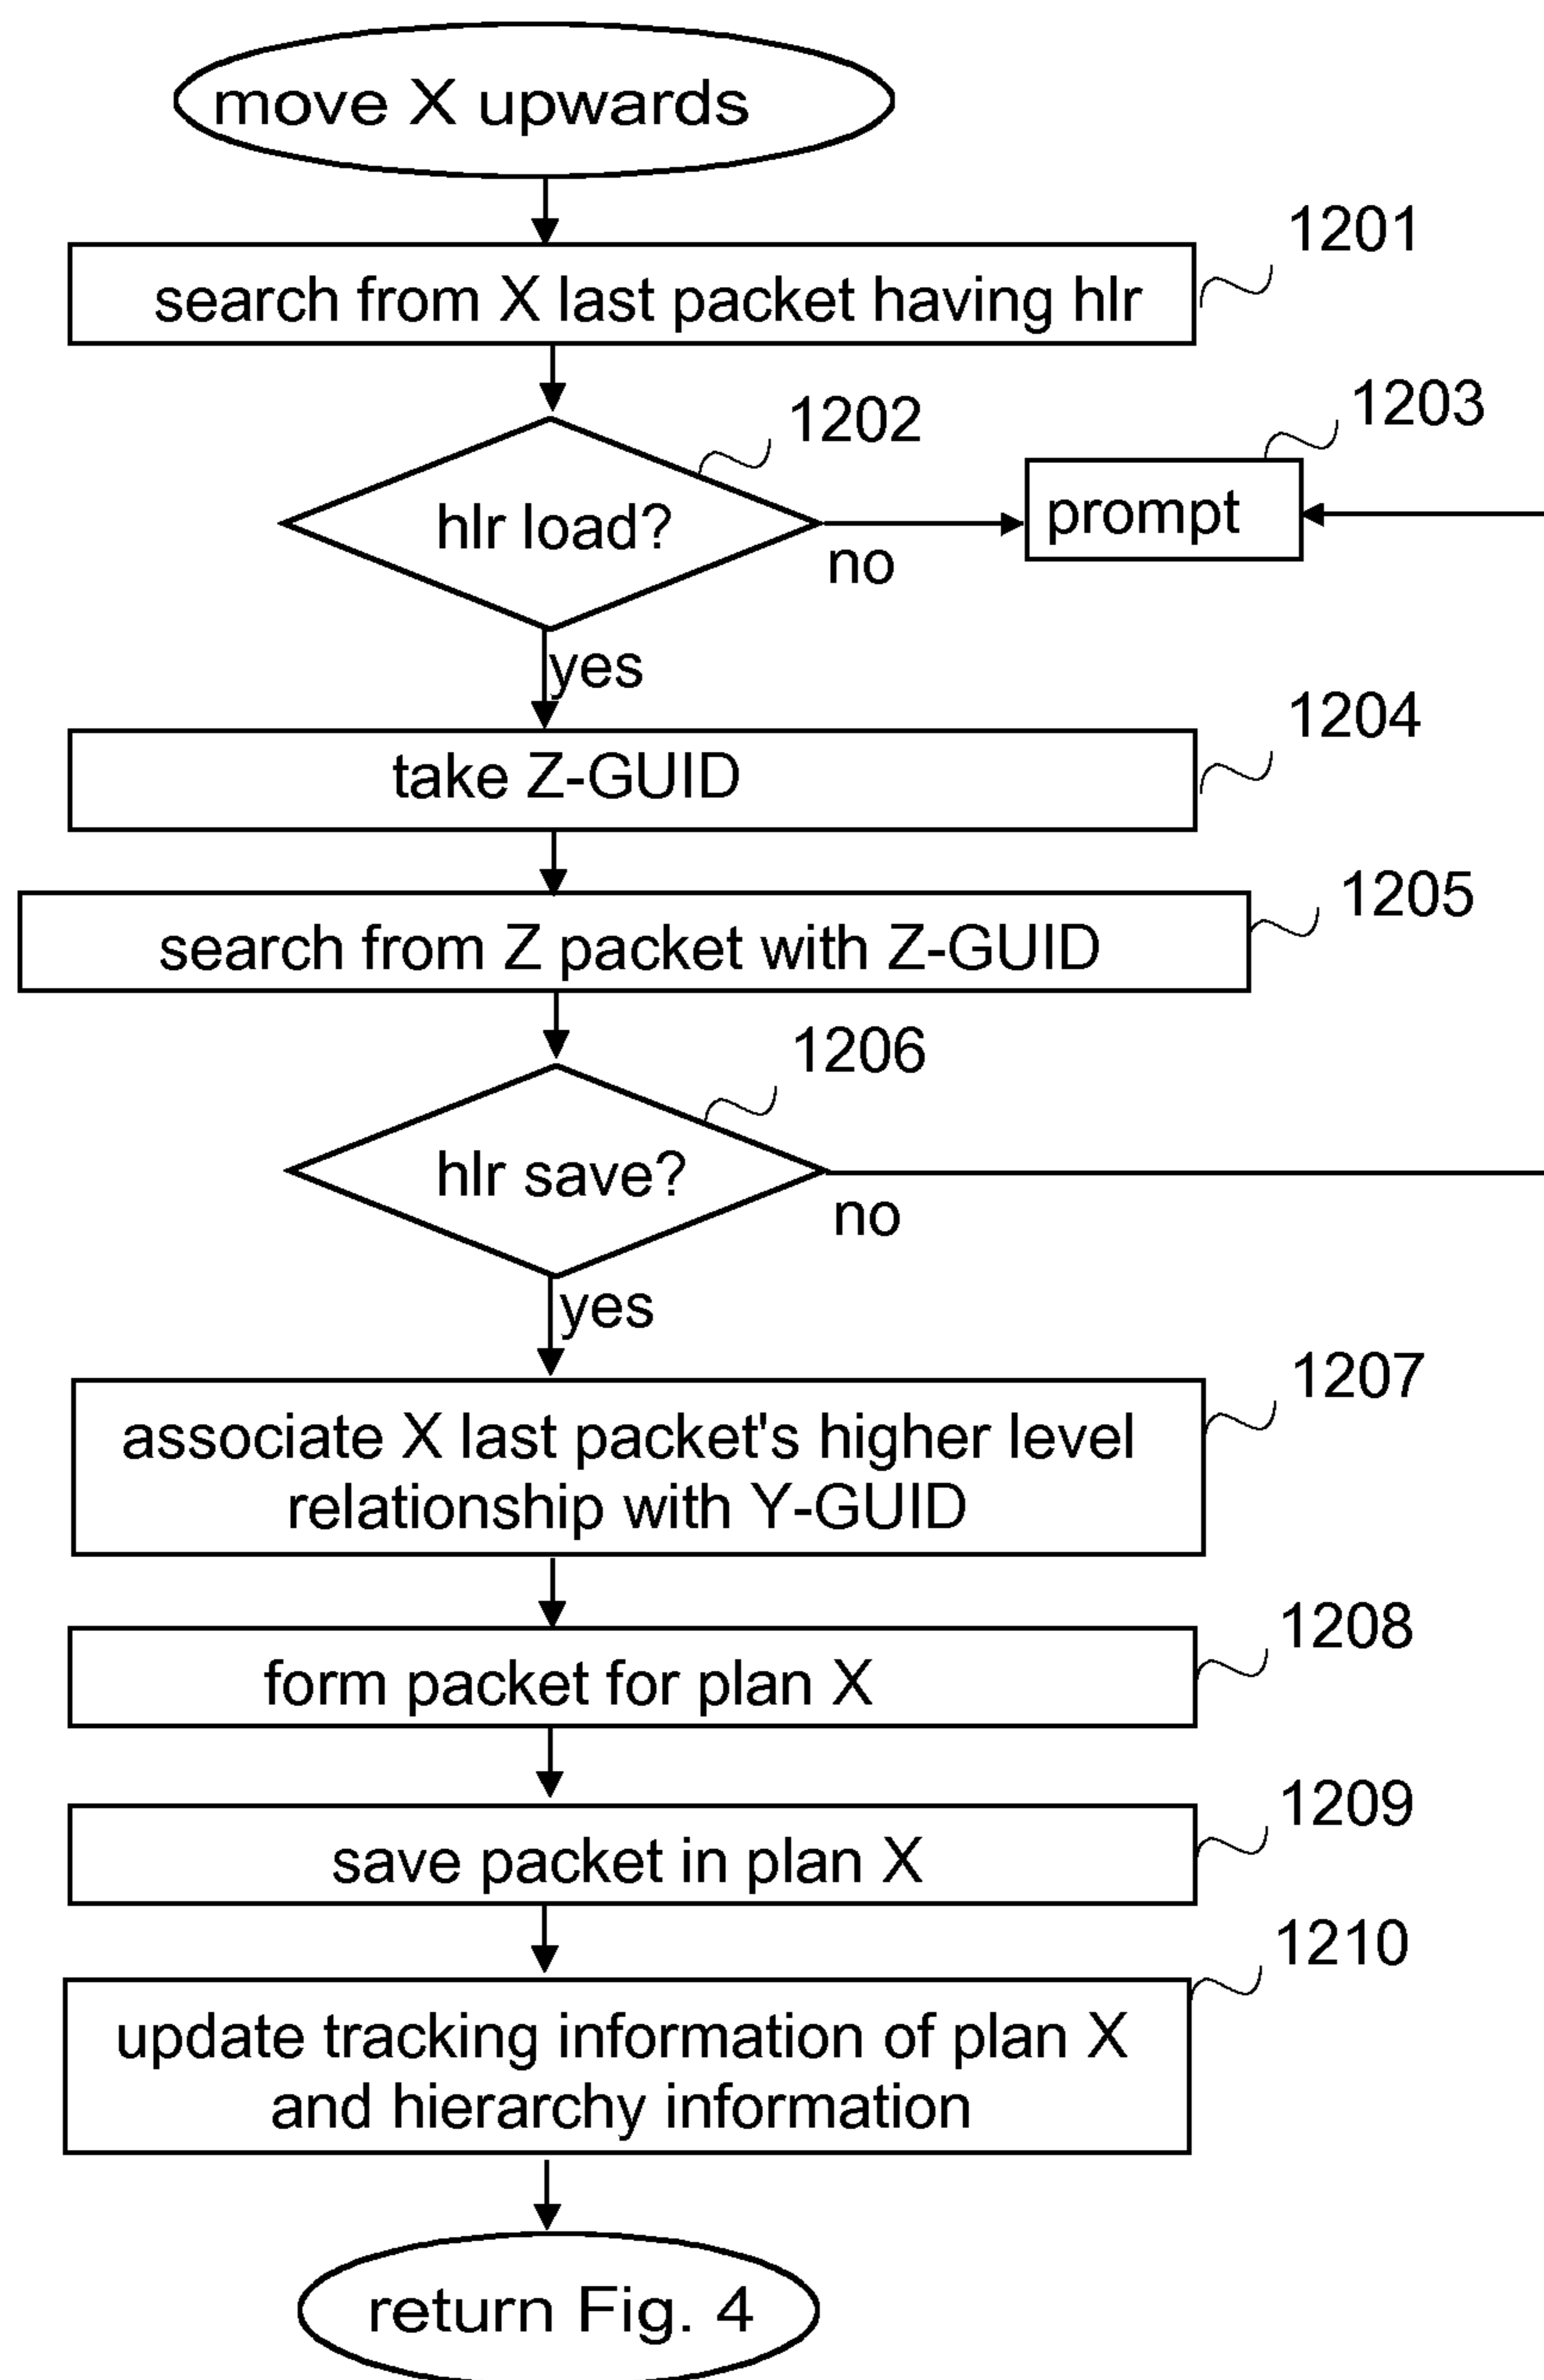 move X upwards
1201
search from X last packet having hlr
1202
1203
hlr load?
prompt
no
yes
1204
take Z-GUID
1205
search from Z packet with Z-GUID
1206
hlr save?
no
yes
1207
associate X last packet's higher level
relationship with Y-GUID
1208
form packet for plan X
1209
save packet in plan X
1210
update tracking information of plan X
and hierarchy information
return Fig. 4